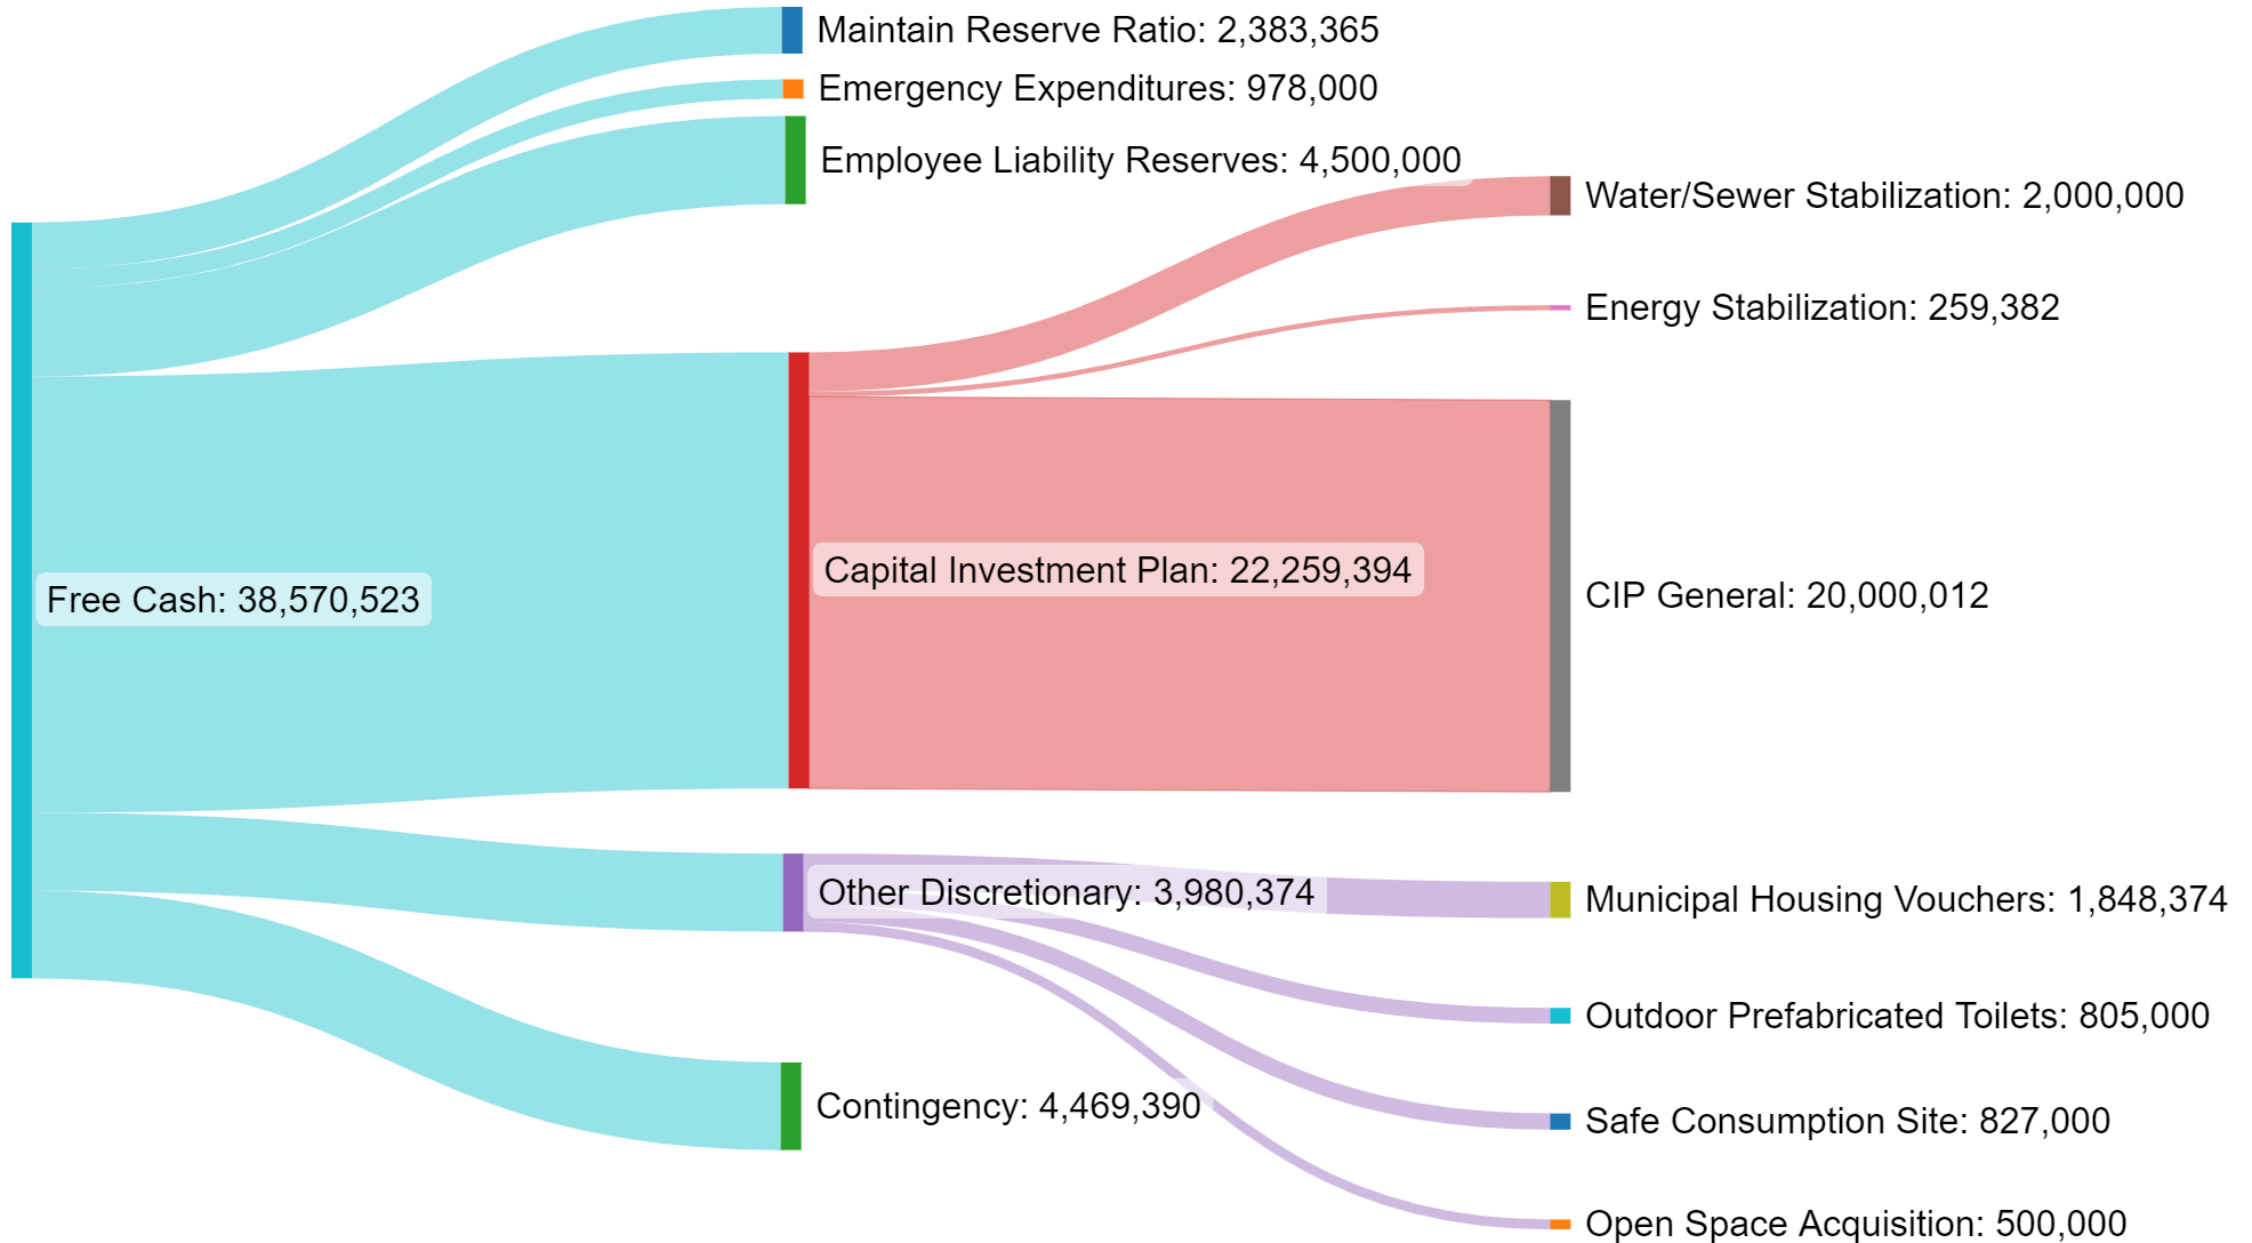 Maintain Reserve Ratio: 2,383,365
Emergency Expenditures: 978,000
Employee Liability Reserves: 4,500,000
Water/Sewer Stabilization: 2,000,000
Energy Stabilization: 259,382
Capital Investment Plan: 22,259,394
Free Cash: 38,570,523
CIP General: 20,000,012
Other Discretionary: 3,980,374
Municipal Housing Vouchers: 1,848,374
Outdoor Prefabricated Toilets: 805,000
Contingency: 4,469,390
Safe Consumption Site: 827,000
Open Space Acquisition: 500,000